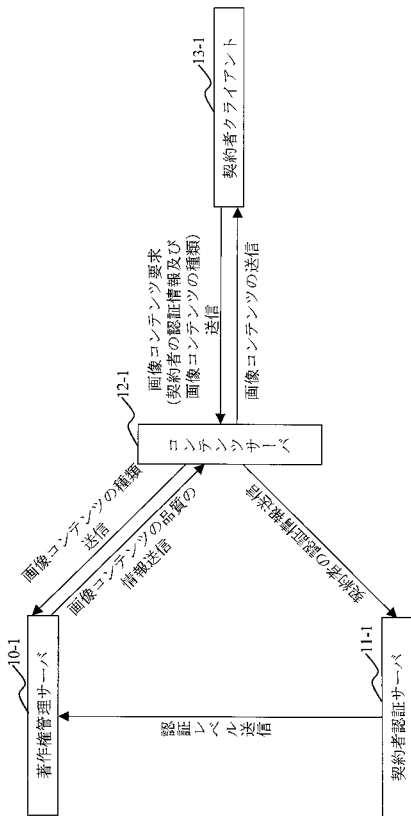 13-1
契約者クライアント
画像コンテンツ要求
(契約者の認証情報及び
画像コンテンツの種類)
送信
画像コンテンツの送信
12-1
コンテンツサーバ
画像コンテンツの種類
送信
画像コンテンツの品質の
情報送信
契約者の認証情報送信
10-1
著作権管理サーバ
11-1
契約者認証サーバ
認証レベル送信